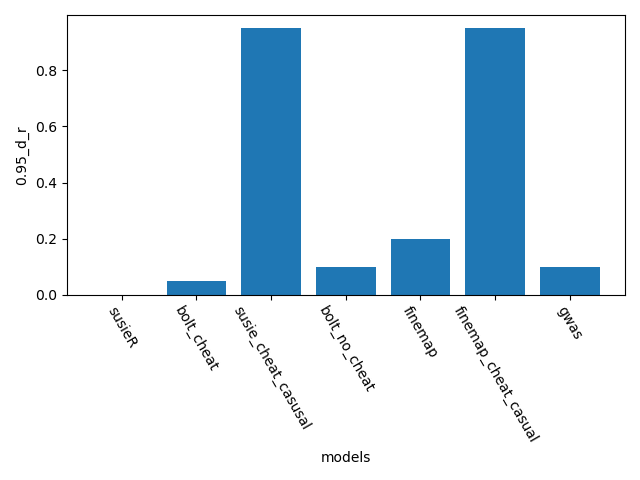 0.95_d_r
0.8
0.6
0.4
0.2
0.0
susieR
bolt_cheat
susie_cheat_casusal
bolt_no_cheat
finemap
finemap_cheat_casual
gwas
models